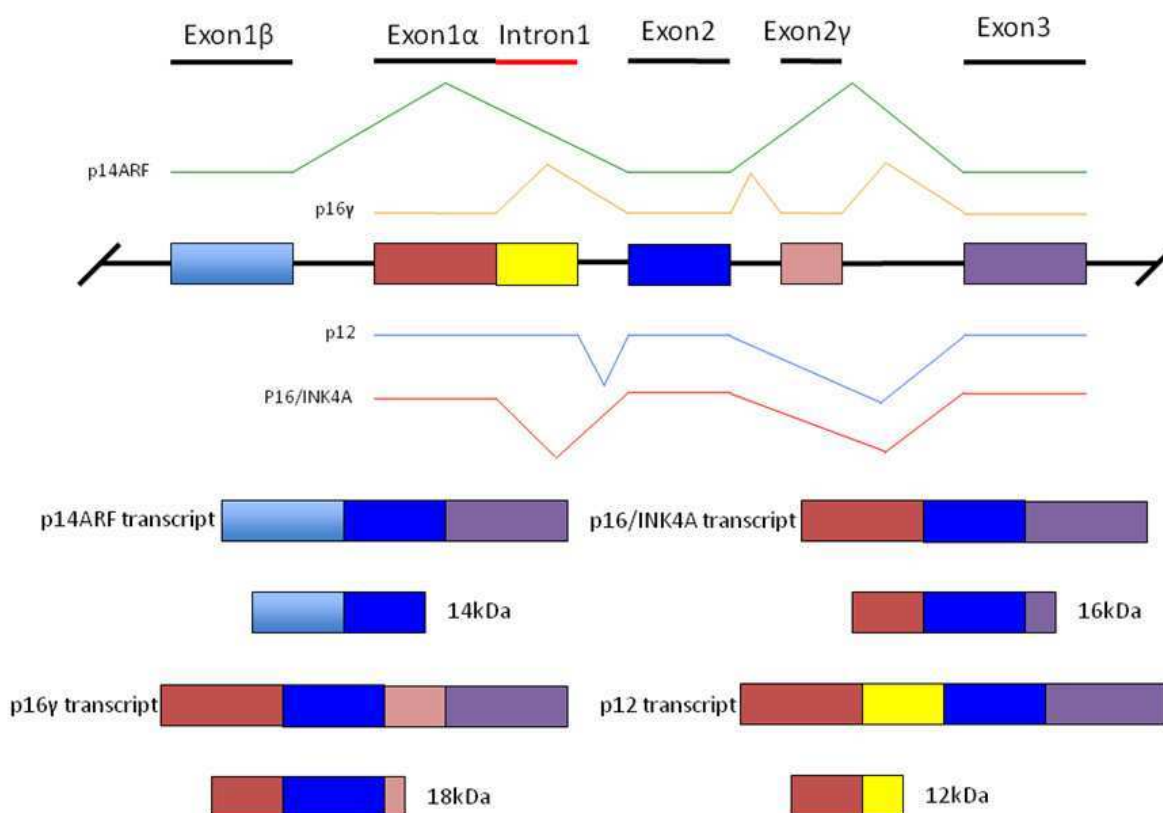 Exon1β Exon1α Intron1 Exon2 Exon2γ Exon3
p14ARF
p16γ
p12
P16/INK4A
p14ARF transcript p16/INK4A transcript
14kDa 16kDa
p16γ transcript p12 transcript
18kDa 12kDa